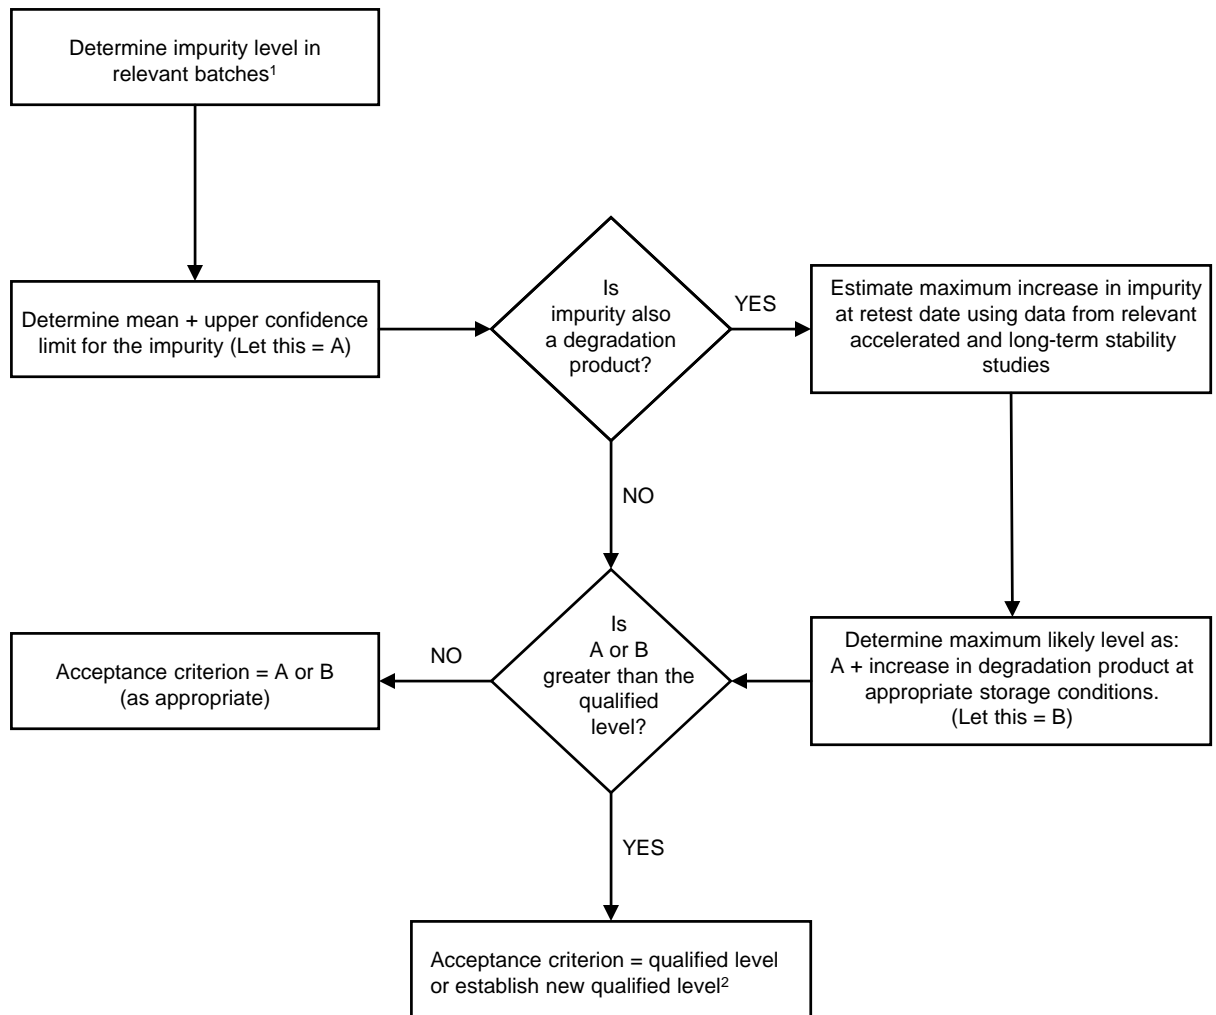 Determine impurity level in
relevant batches¹
Determine mean + upper confidence
limit for the impurity (Let this = A)
Is
impurity also
a degradation
product?
YES
Estimate maximum increase in impurity
at retest date using data from relevant
accelerated and long-term stability
studies
NO
Determine maximum likely level as:
A + increase in degradation product at
appropriate storage conditions.
(Let this = B)
Is
A or B
greater than the
qualified
level?
NO
Acceptance criterion = A or B
(as appropriate)
YES
Acceptance criterion = qualified level
or establish new qualified level²